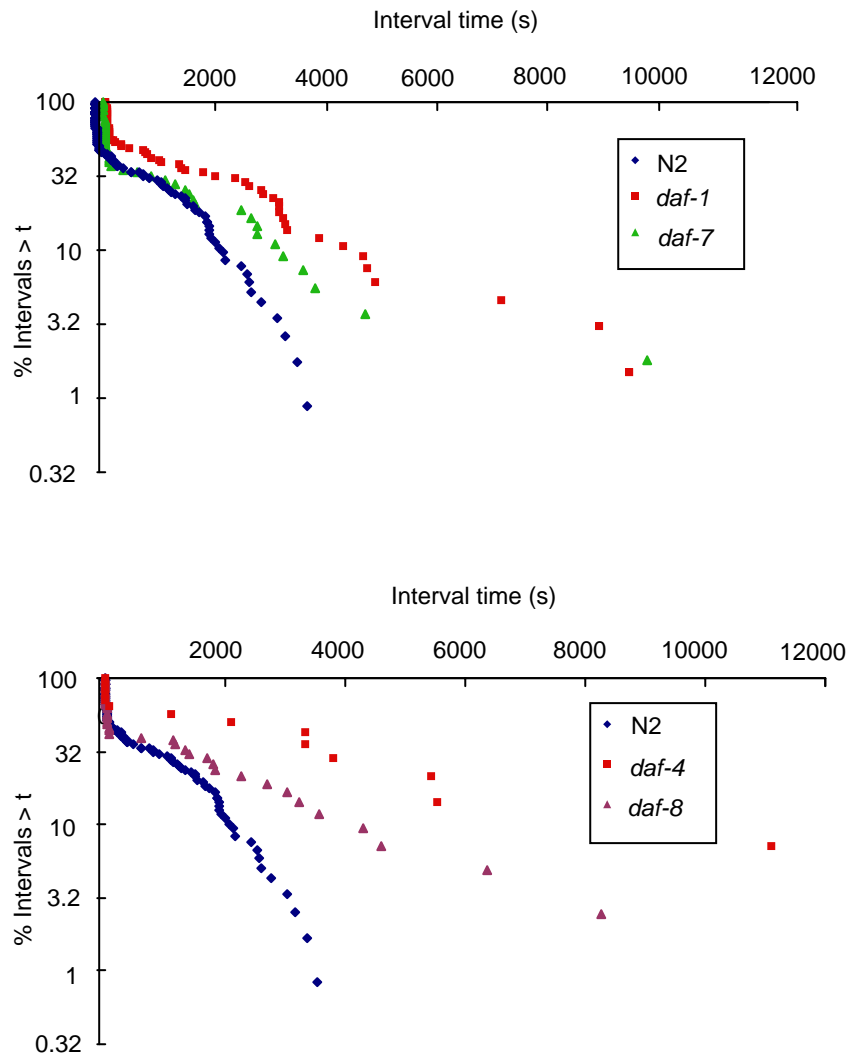 Interval time (s)
2000 4000 6000 8000 10000 12000
100
32
10
3.2
1
0.32
% Intervals > t
N2
daf-1
daf-7
Interval time (s)
2000 4000 6000 8000 10000 12000
100
32
10
3.2
1
0.32
% Intervals > t
N2
daf-4
daf-8